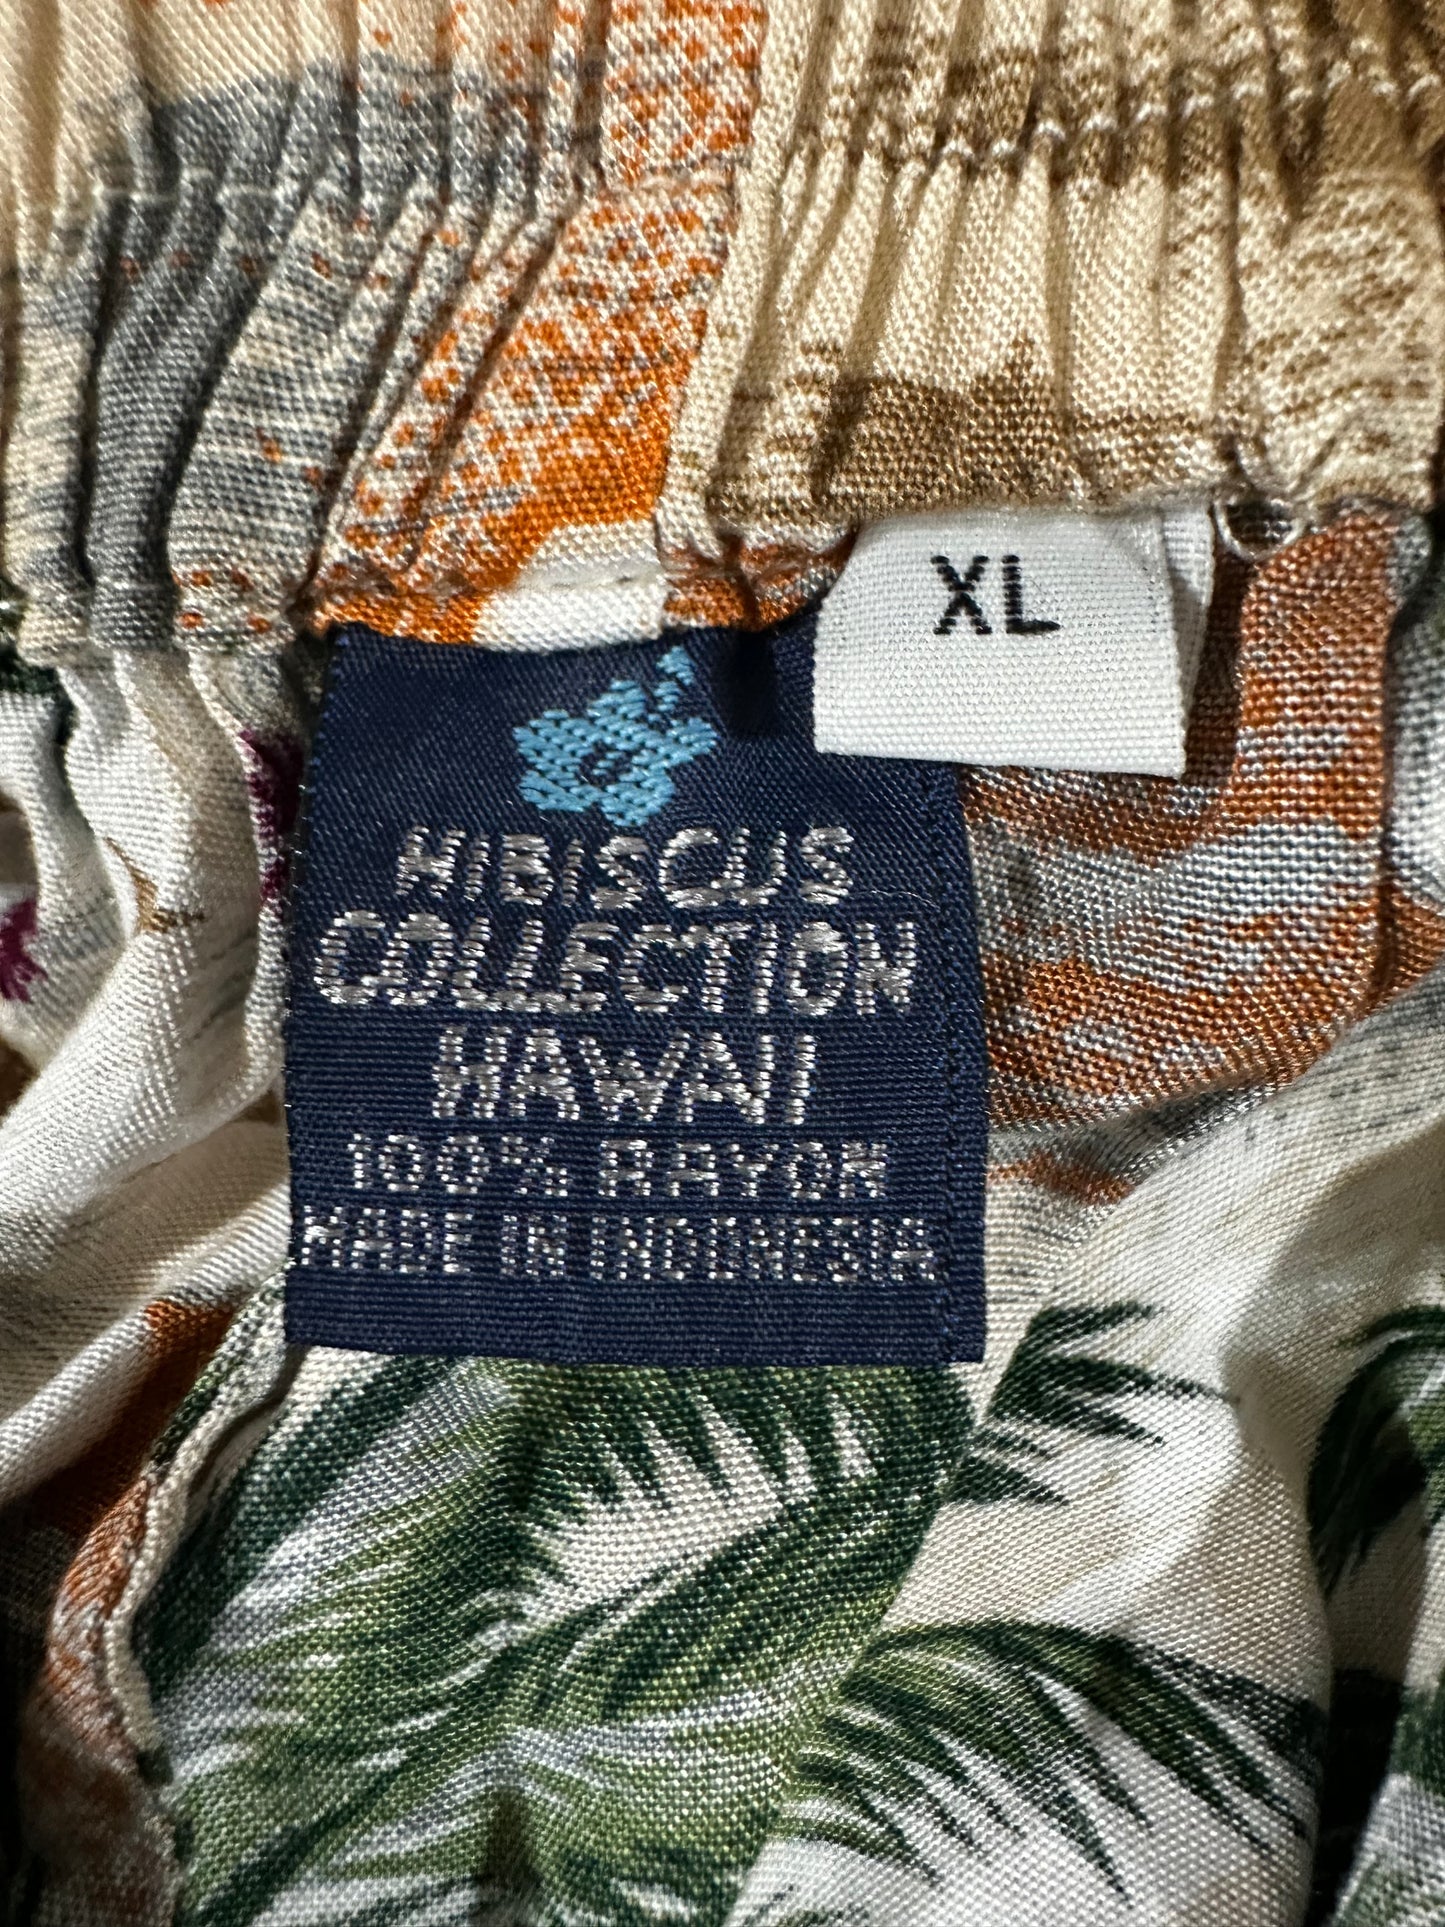 XL
HIBISCUS
COLLECTION
HAWAII
100% RAYON
MADE IN INDONESIA